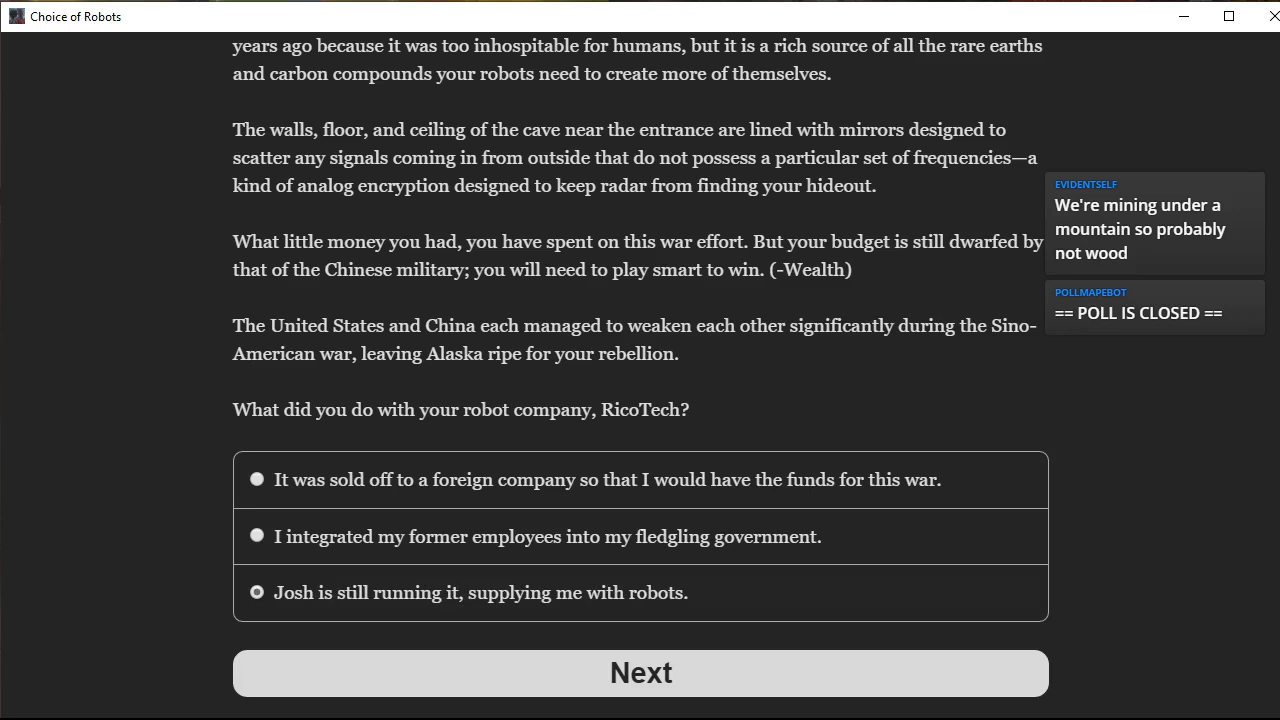 Choice of Robots
years ago because it was too inhospitable for humans, but it is a rich source of all the rare earths
and carbon compounds your robots need to create more of themselves.
The walls, floor, and ceiling of the cave near the entrance are lined with mirrors designed to
scatter any signals coming in from outside that do not possess a particular set of frequencies—a
kind of analog encryption designed to keep radar from finding your hideout.
What little money you had, you have spent on this war effort. But your budget is still dwarfed by
that of the Chinese military; you will need to play smart to win. (-Wealth)
The United States and China each managed to weaken each other significantly during the Sino-
American war, leaving Alaska ripe for your rebellion.
What did you do with your robot company, RicoTech?
It was sold off to a foreign company so that I would have the funds for this war.
I integrated my former employees into my fledgling government.
Josh is still running it, supplying me with robots.
Next
EVIDENTSELF
We're mining under a
mountain so probably
not wood
POLLMAPEBOT
== POLL IS CLOSED ==